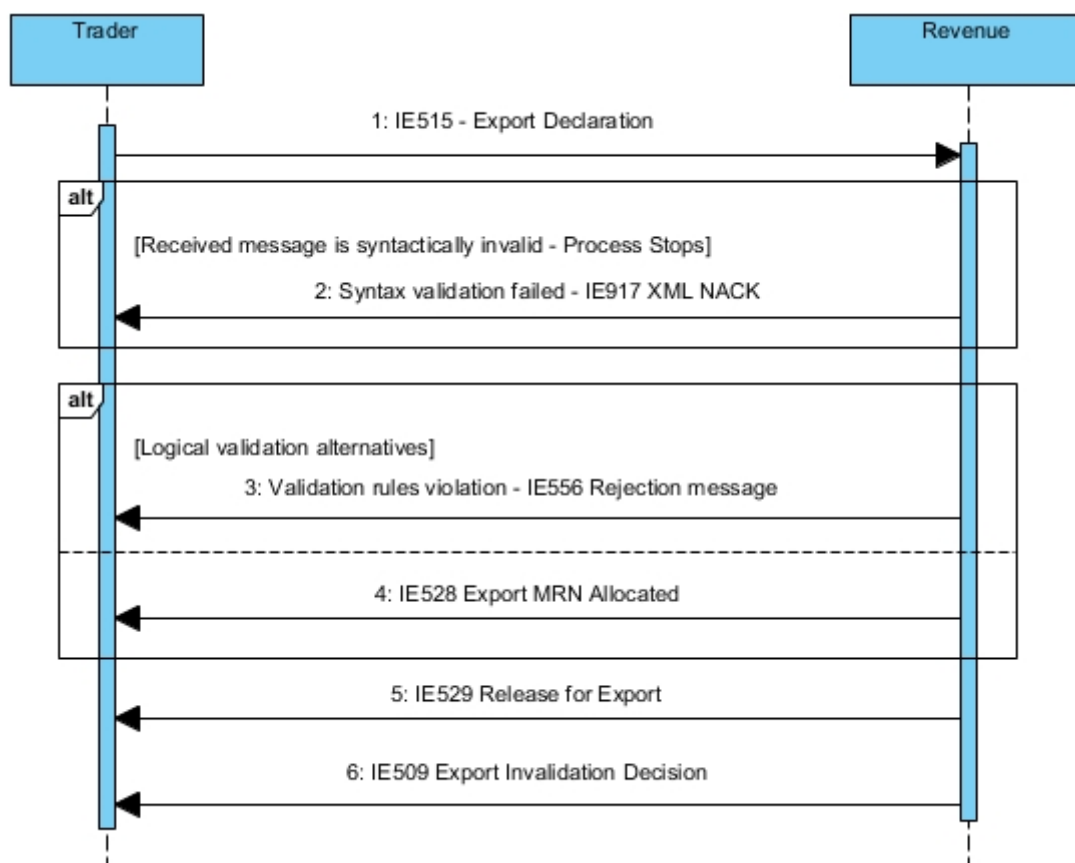 Trader
Revenue
1: IE515 - Export Declaration
alt
[Received message is syntactically invalid - Process Stops]
2: Syntax validation failed - IE917 XML NACK
alt
[Logical validation alternatives]
3: Validation rules violation - IE556 Rejection message
4: IE528 Export MRN Allocated
5: IE529 Release for Export
6: IE509 Export Invalidation Decision